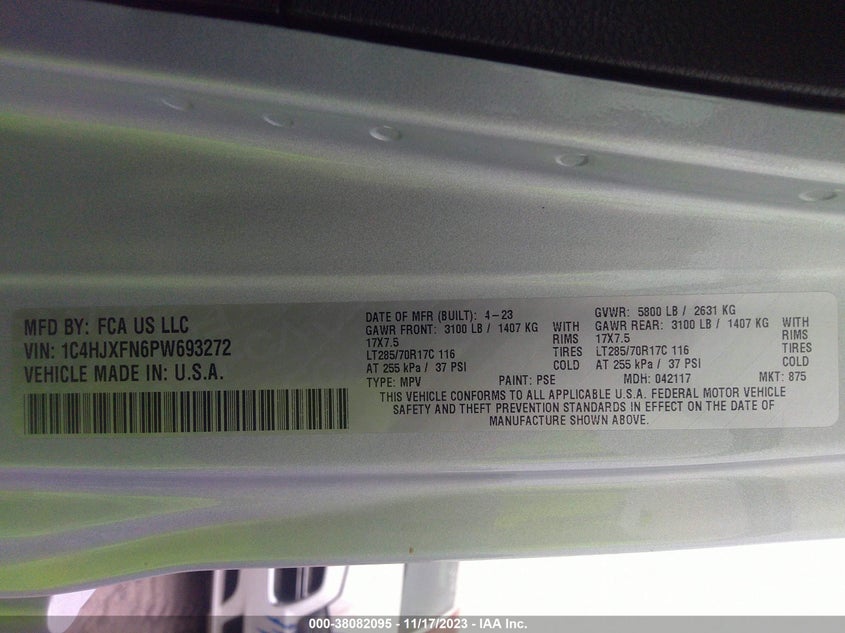 MFD BY: FCA US LLC
VIN: 1C4HJXFN6PW693272
VEHICLE MADE IN: U.S.A.
DATE OF MFR (BUILT): 4-23
GAWR FRONT: 3100 LB / 1407 KG WITH
17X7.5 RIMS
LT285/70R17C 116 TIRES
AT 255 kPa / 37 PSI COLD
GVWR: 5800 LB / 2631 KG
GAWR REAR: 3100 LB / 1407 KG WITH
17X7.5 RIMS
LT285/70R17C 116 TIRES
AT 255 kPa / 37 PSI COLD
TYPE: MPV PAINT: PSE MDH: 042117 MKT: 875
THIS VEHICLE CONFORMS TO ALL APPLICABLE U.S.A. FEDERAL MOTOR VEHICLE
SAFETY AND THEFT PREVENTION STANDARDS IN EFFECT ON THE DATE OF
MANUFACTURE SHOWN ABOVE.
000-38082095 - 11/17/2023 - IAA Inc.